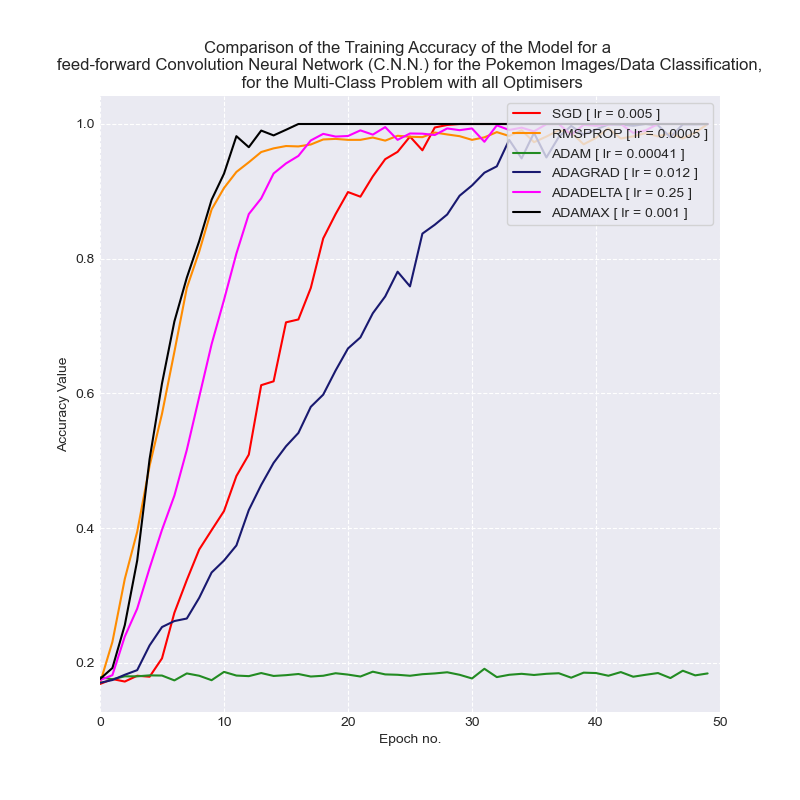 Comparison of the Training Accuracy of the Model for a
feed-forward Convolution Neural Network (C.N.N.) for the Pokemon Images/Data Classification,
for the Multi-Class Problem with all Optimisers
1.0
0.8
0.6
0.4
0.2
Accuracy Value
SGD [ lr = 0.005 ]
RMSPROP [ lr = 0.0005 ]
ADAM [ lr = 0.00041 ]
ADAGRAD [ lr = 0.012 ]
ADADELTA [ lr = 0.25 ]
ADAMAX [ lr = 0.001 ]
0 10 20 30 40 50
Epoch no.